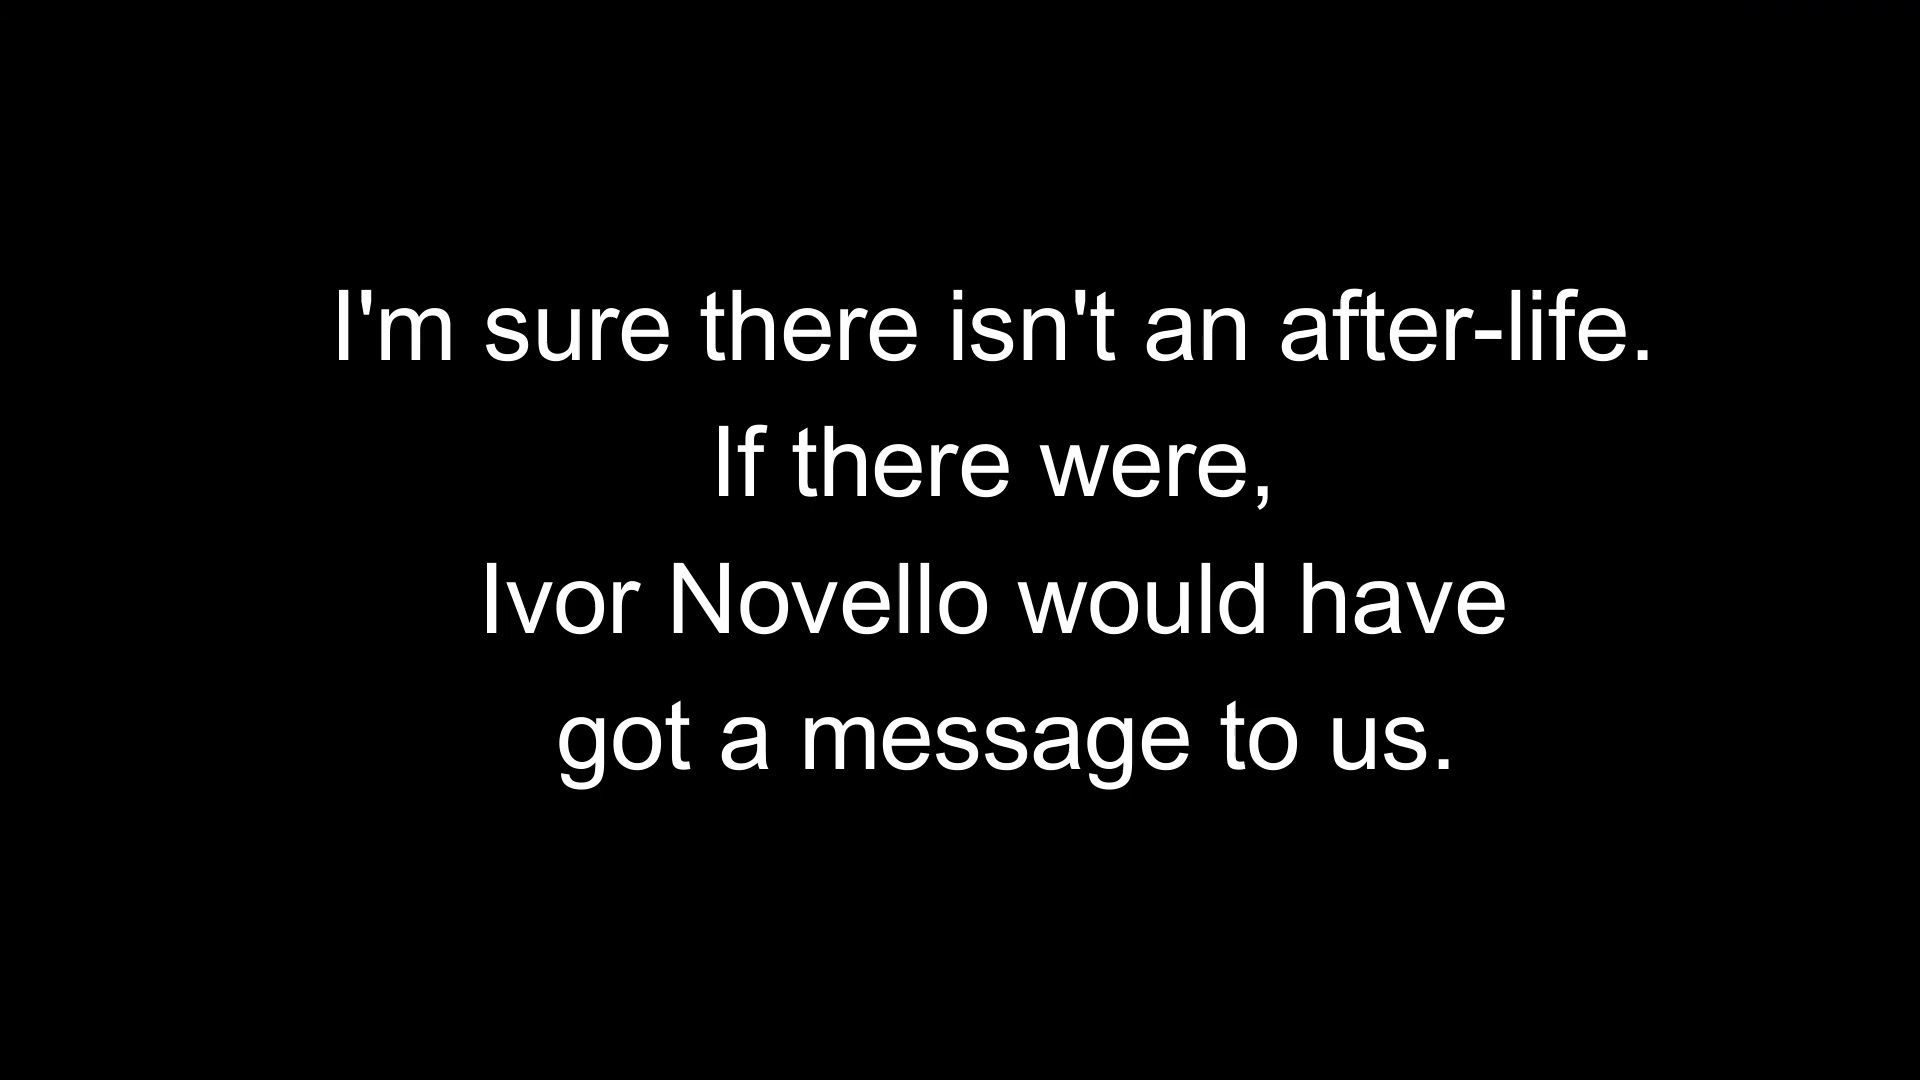 I'm sure there isn't an after-life.
If there were,
Ivor Novello would have
got a message to us.